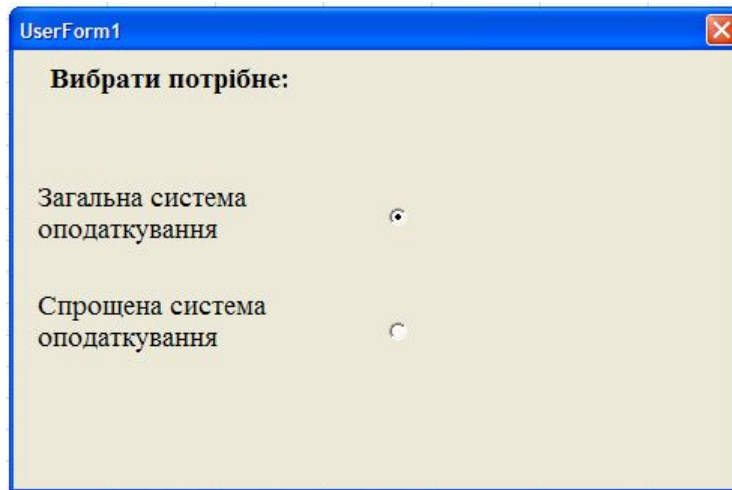 UserForm1
Вибрати потрібне:
Загальна система
оподаткування
Спрощена система
оподаткування